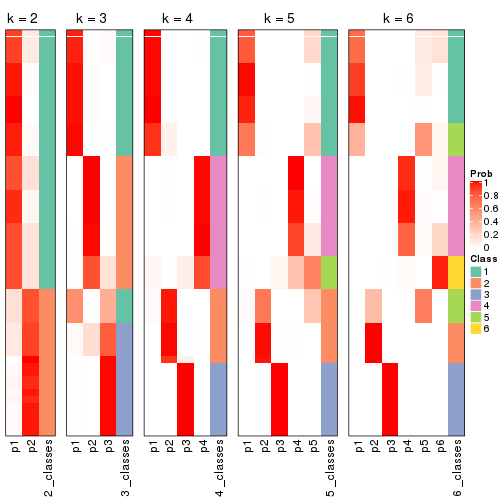 k = 2
k = 3
k = 4
k = 5
k = 6
Prob
1
0.8
0.6
0.4
0.2
0
Class
1
2
3
4
5
6
p1
p2
2_classes
p1
p2
p3
3_classes
p1
p2
p3
p4
4_classes
p1
p2
p3
p4
p5
5_classes
p1
p2
p3
p4
p5
p6
6_classes